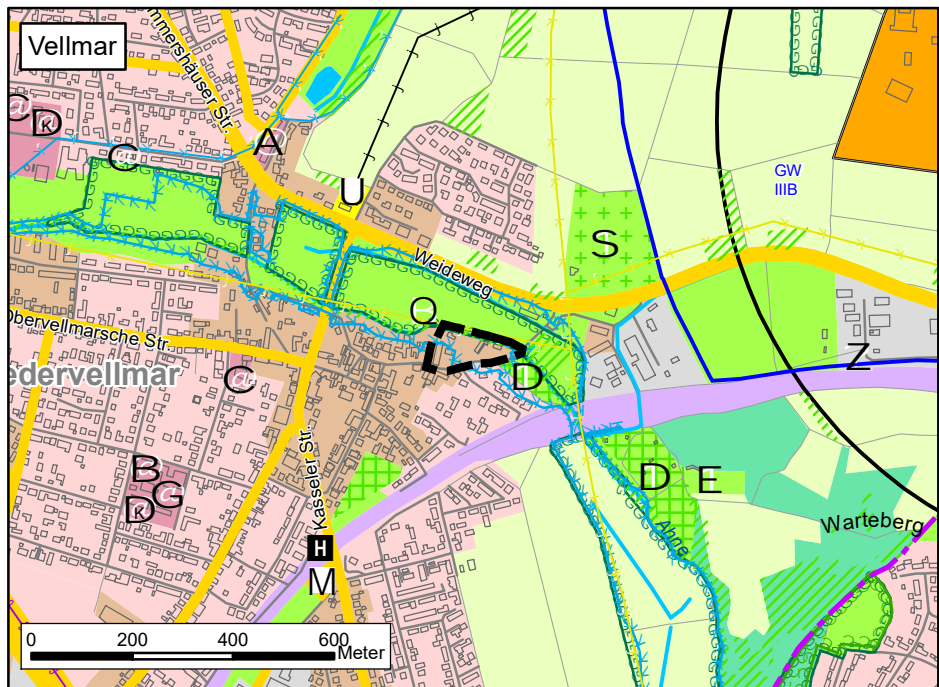 Vellmar
mmershäuser Str.
C
K
A
C
U
GW
IIIB
S
Weideweg
Q
Obervellmarsche Str.
edervellmar
C
D
Z
B
G
K
Kasseler Str.
D
E
Ahne
Warteberg
H
M
0 200 400 600
Meter